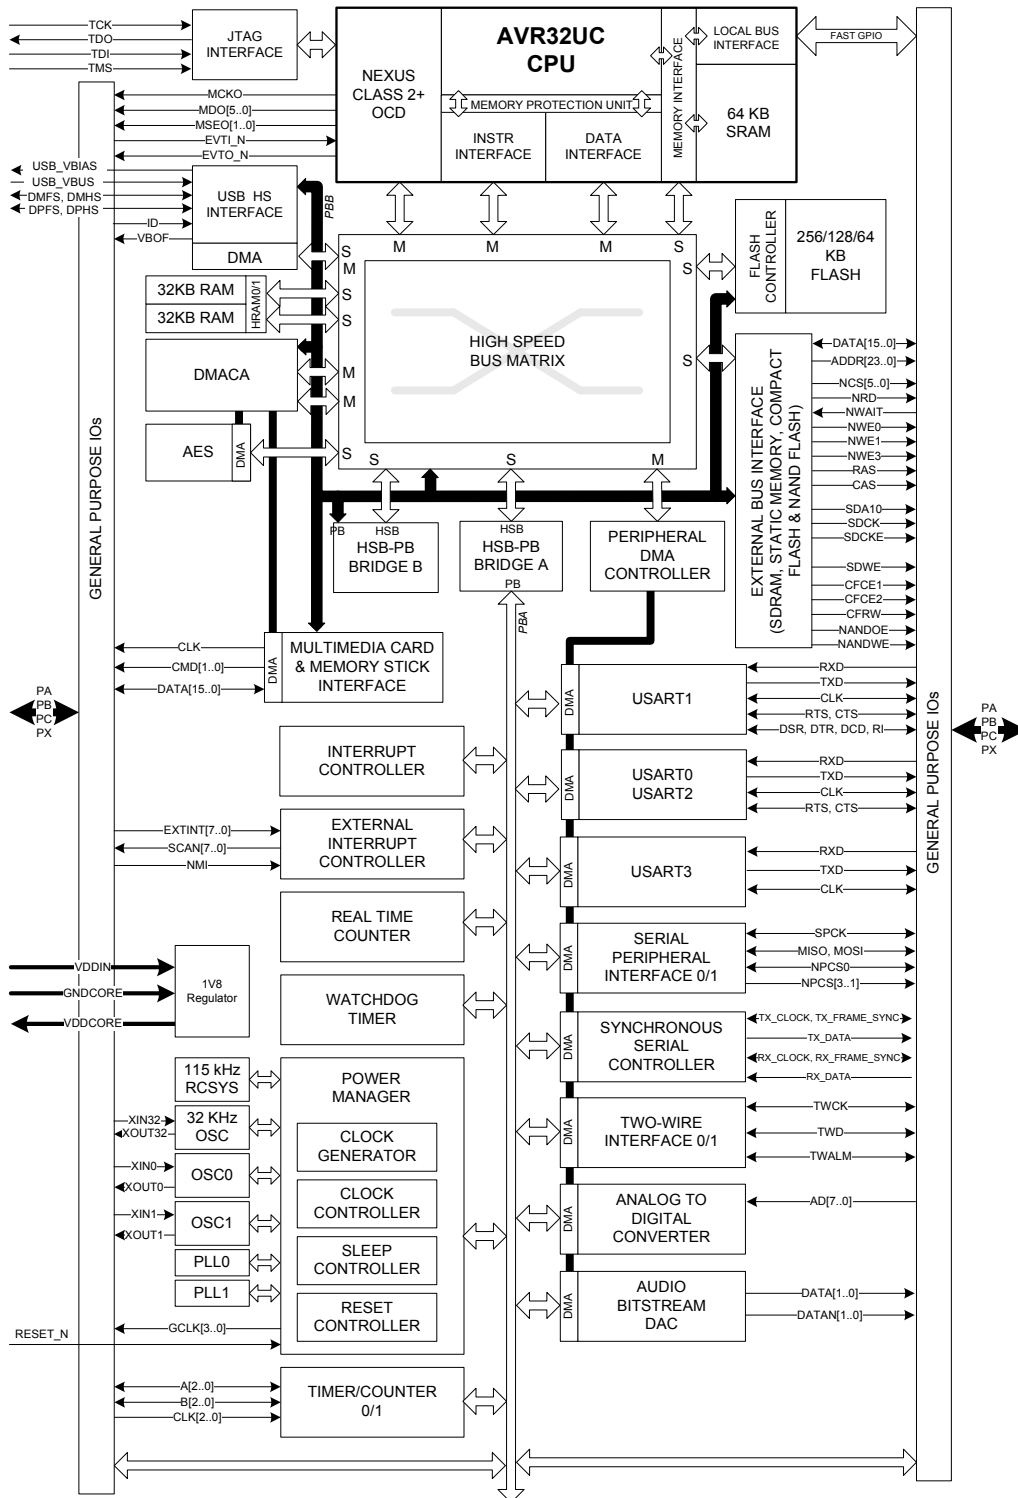 TCK
TDO
TDI
TMS
JTAG
INTERFACE
AVR32UC
CPU
NEXUS
CLASS 2+
OCD
MEMORY PROTECTION UNIT
INSTR
INTERFACE
DATA
INTERFACE
MEMORY INTERFACE
LOCAL BUS
INTERFACE
64 KB
SRAM
FAST GPIO
MCKO
MDO[5..0]
MSEO[1..0]
EVTI_N
EVTO_N
USB_VBIAS
USB_VBUS
DMFS, DMHS
DPFS, DPHS
ID
VBOF
USB HS
INTERFACE
DMA
PBB
32KB RAM
32KB RAM
HRAM0/1
DMACA
AES
DMA
S
M
S
S
M
M
S
M
M
M
S
S
S
S
S
M
HIGH SPEED
BUS MATRIX
FLASH
CONTROLLER
256/128/64
KB
FLASH
EXTERNAL BUS INTERFACE
(SDRAM, STATIC MEMORY, COMPACT
FLASH & NAND FLASH)
DATA[15..0]
ADDR[23..0]
NCS[5..0]
NRD
NWAIT
NWE0
NWE1
NWE3
RAS
CAS
SDA10
SDCK
SDCKE
SDWE
CFCE1
CFCE2
CFRW
NANDOE
NANDWE
PB
HSB
HSB-PB
BRIDGE B
HSB
HSB-PB
BRIDGE A
PB
PBA
PERIPHERAL
DMA
CONTROLLER
GENERAL PURPOSE IOs
GENERAL PURPOSE IOs
PA
PB
PC
PX
PA
PB
PC
PX
CLK
CMD[1..0]
DATA[15..0]
DMA
MULTIMEDIA CARD
& MEMORY STICK
INTERFACE
INTERRUPT
CONTROLLER
EXTINT[7..0]
SCAN[7..0]
NMI
EXTERNAL
INTERRUPT
CONTROLLER
REAL TIME
COUNTER
VDDIN
GNDCORE
VDDCORE
1V8
Regulator
WATCHDOG
TIMER
115 kHz
RCSYS
XIN32
XOUT32
32 KHz
OSC
XIN0
XOUT0
OSC0
XIN1
XOUT1
OSC1
PLL0
PLL1
GCLK[3..0]
RESET_N
POWER
MANAGER
CLOCK
GENERATOR
CLOCK
CONTROLLER
SLEEP
CONTROLLER
RESET
CONTROLLER
A[2..0]
B[2..0]
CLK[2..0]
TIMER/COUNTER
0/1
DMA
USART1
RXD
TXD
CLK
RTS, CTS
DSR, DTR, DCD, RI
DMA
USART0
USART2
RXD
TXD
CLK
RTS, CTS
DMA
USART3
RXD
TXD
CLK
DMA
SERIAL
PERIPHERAL
INTERFACE 0/1
SPCK
MISO, MOSI
NPCS0
NPCS[3..1]
DMA
SYNCHRONOUS
SERIAL
CONTROLLER
TX_CLOCK, TX_FRAME_SYNC
TX_DATA
RX_CLOCK, RX_FRAME_SYNC
RX_DATA
DMA
TWO-WIRE
INTERFACE 0/1
TWCK
TWD
TWALM
DMA
ANALOG TO
DIGITAL
CONVERTER
AD[7..0]
DMA
AUDIO
BITSTREAM
DAC
DATA[1..0]
DATAN[1..0]